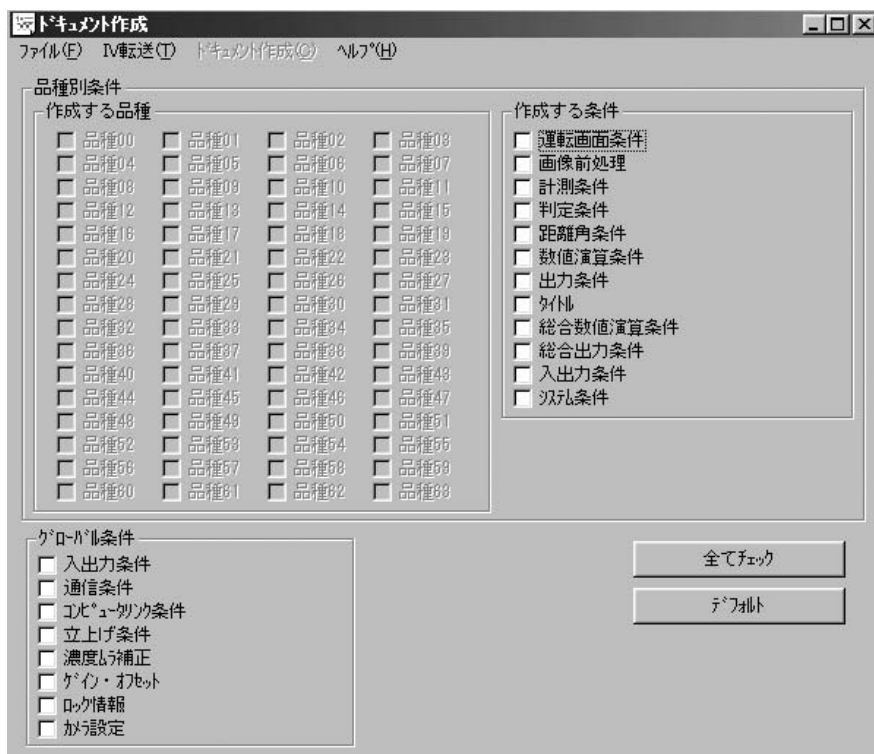 ﾄﾞｷｭﾒﾝﾄ作成
ﾌｧｲﾙ(F) IV転送(T) ﾄﾞｷｭﾒﾝﾄ作成(C) ﾍﾙﾌﾟ(H)
品種別条件
作成する品種
品種00 品種01 品種02 品種03
品種04 品種05 品種06 品種07
品種08 品種09 品種10 品種11
品種12 品種13 品種14 品種15
品種16 品種17 品種18 品種19
品種20 品種21 品種22 品種23
品種24 品種25 品種26 品種27
品種28 品種29 品種30 品種31
品種32 品種33 品種34 品種35
品種36 品種37 品種38 品種39
品種40 品種41 品種42 品種43
品種44 品種45 品種46 品種47
品種48 品種49 品種50 品種51
品種52 品種53 品種54 品種55
品種56 品種57 品種58 品種59
品種60 品種61 品種62 品種63
作成する条件
運転画面条件
画像前処理
計測条件
判定条件
距離角条件
数値演算条件
出力条件
ﾀｲﾄﾙ
総合数値演算条件
総合出力条件
入出力条件
ｼｽﾃﾑ条件
ｸﾞﾛｰﾊﾞﾙ条件
入出力条件
通信条件
ｺﾝﾋﾟｭｰﾀﾘﾝｸ条件
立上げ条件
濃度ﾑﾗ補正
ｹﾞｲﾝ・ｵﾌｾｯﾄ
ﾛｯｸ情報
ｶﾒﾗ設定
全てﾁｪｯｸ
ﾃﾞﾌｫﾙﾄ